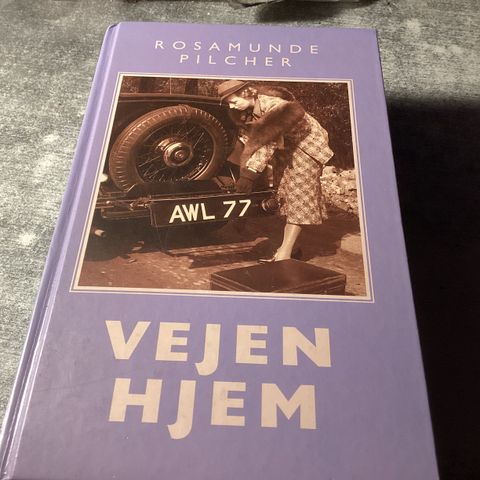 ROSAMUNDE
PILCHER
AWL 77
VEJEN
HJEM